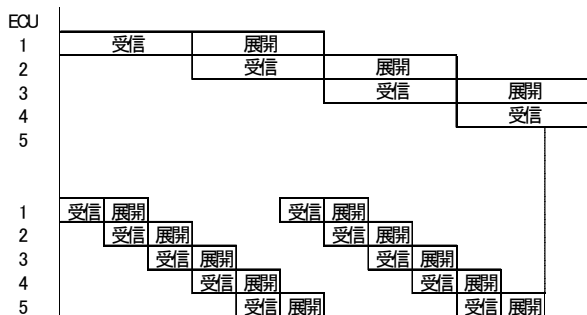 ECU
1 受信 展開
2 受信 展開
3 受信 展開
4 受信
5
1 受信 展開 受信 展開
2 受信 展開 受信 展開
3 受信 展開 受信 展開
4 受信 展開 受信 展開
5 受信 展開 受信 展開